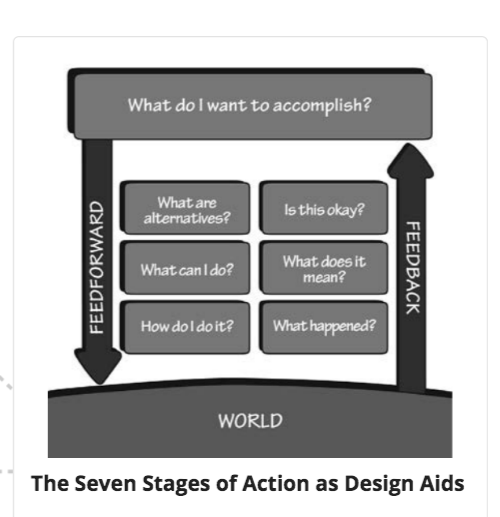 What do I want to accomplish?
FEEDFORWARD
What are
alternatives?
What can I do?
How do I do it?
Is this okay?
What does it
mean?
What happened?
FEEDBACK
WORLD
The Seven Stages of Action as Design Aids